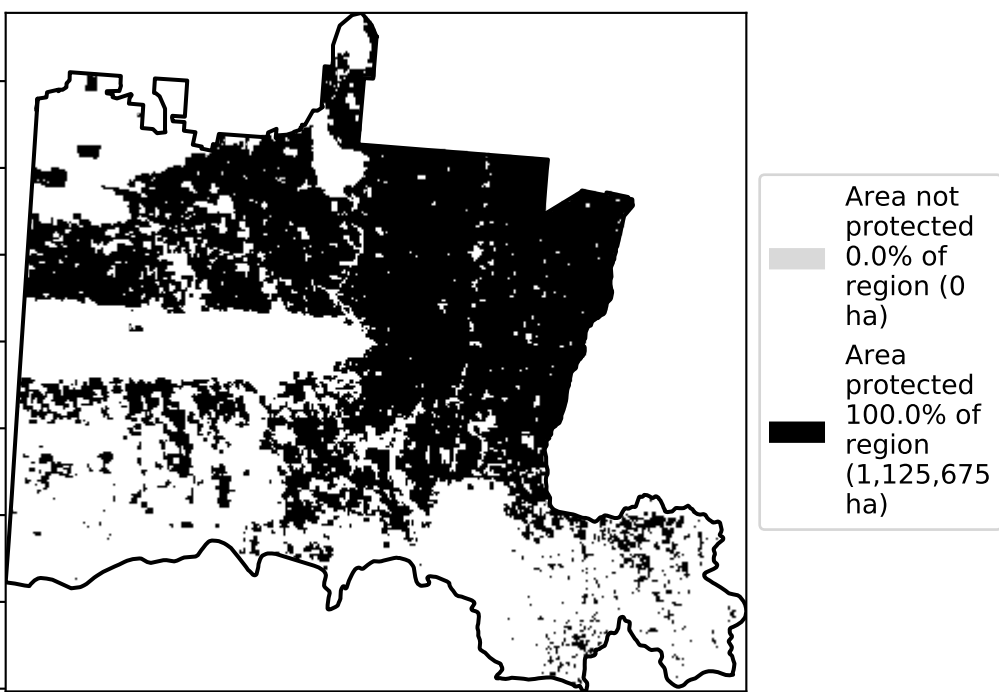 Area not
protected
0.0% of
region (0
ha)
Area
protected
100.0% of
region
(1,125,675
ha)